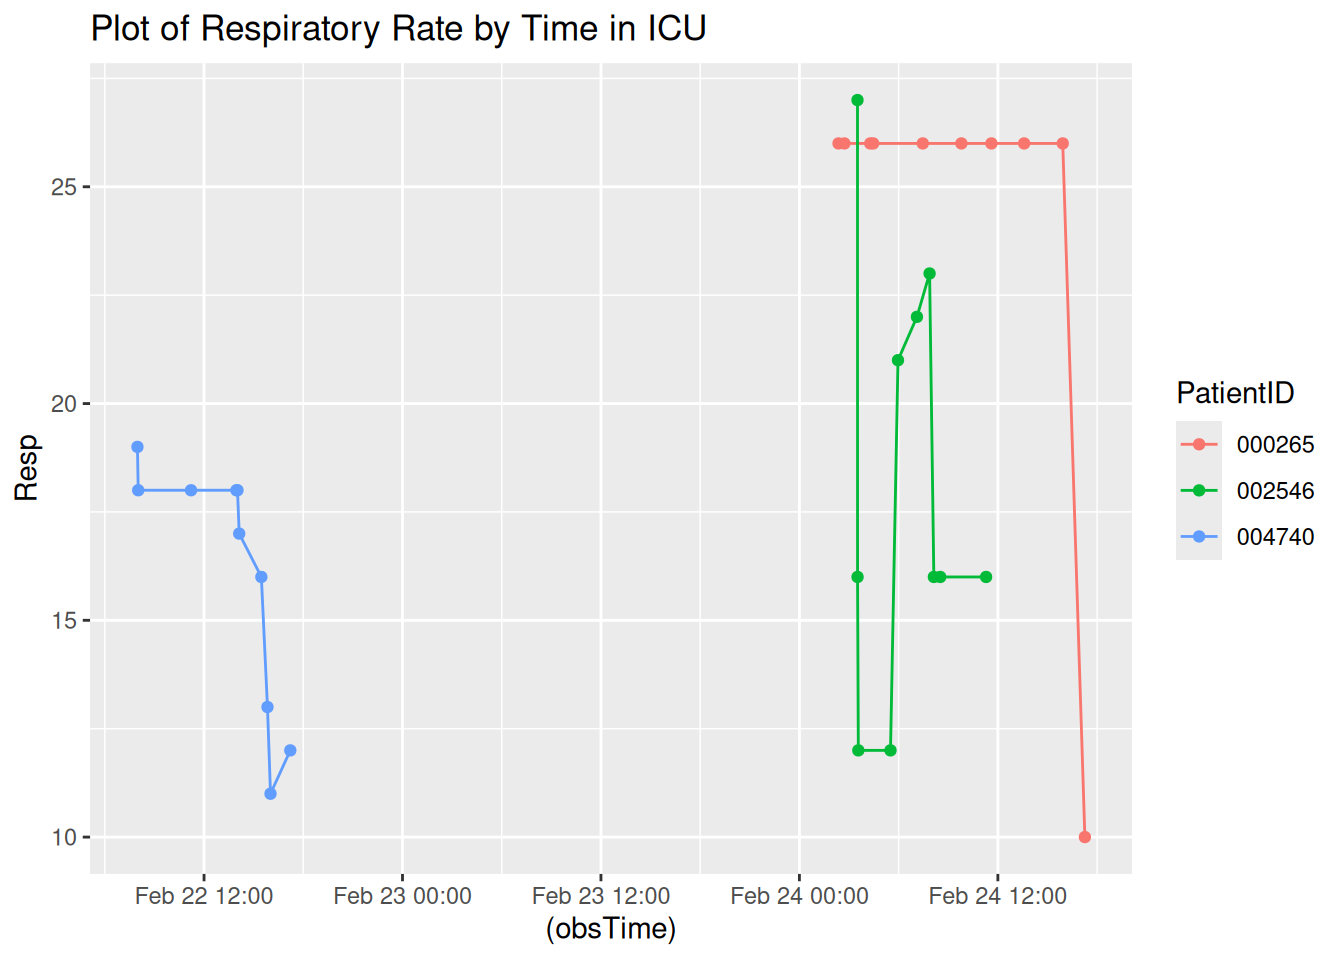 Plot of Respiratory Rate by Time in ICU
Resp
25
20
15
10
Feb 22 12:00
Feb 23 00:00
Feb 23 12:00
Feb 24 00:00
Feb 24 12:00
(obsTime)
PatientID
000265
002546
004740